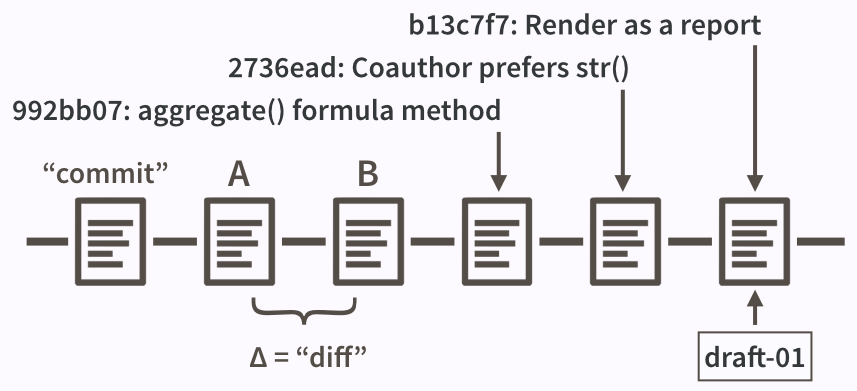 b13c7f7: Render as a report
2736ead: Coauthor prefers str()
992bb07: aggregate() formula method
“commit”
A
B
Δ = “diff”
draft-01